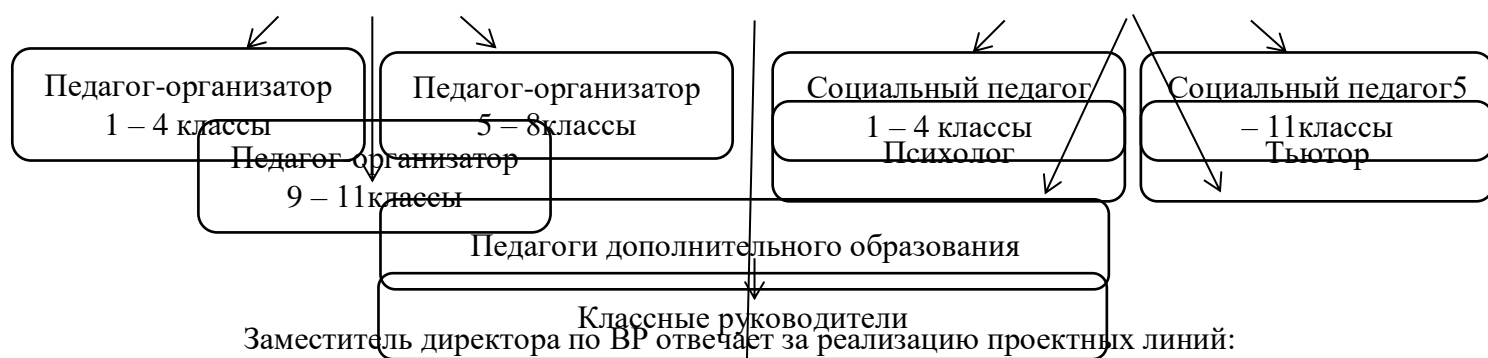 Педагог-организатор
1 – 4 классы
Педагог-организатор
5 – 8классы
Социальный педагог
1 – 4 классы
Социальный педагог5
– 11классы
Педагог-организатор
9 – 11классы
Психолог
Тьютор
Педагоги дополнительного образования
Классные руководители
Заместитель директора по ВР отвечает за реализацию проектных линий: